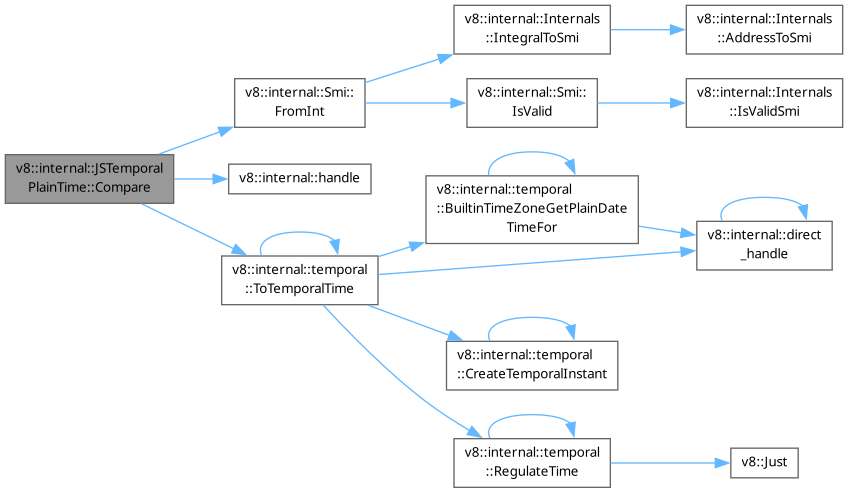 v8::internal::Internals
::IntegralToSmi
v8::internal::Internals
::AddressToSmi
v8::internal::Smi::
FromInt
v8::internal::Smi::
IsValid
v8::internal::Internals
::IsValidSmi
v8::internal::JSTemporal
PlainTime::Compare
v8::internal::handle
v8::internal::temporal
::BuiltinTimeZoneGetPlainDate
TimeFor
v8::internal::direct
_handle
v8::internal::temporal
::ToTemporalTime
v8::internal::temporal
::CreateTemporalInstant
v8::internal::temporal
::RegulateTime
v8::Just